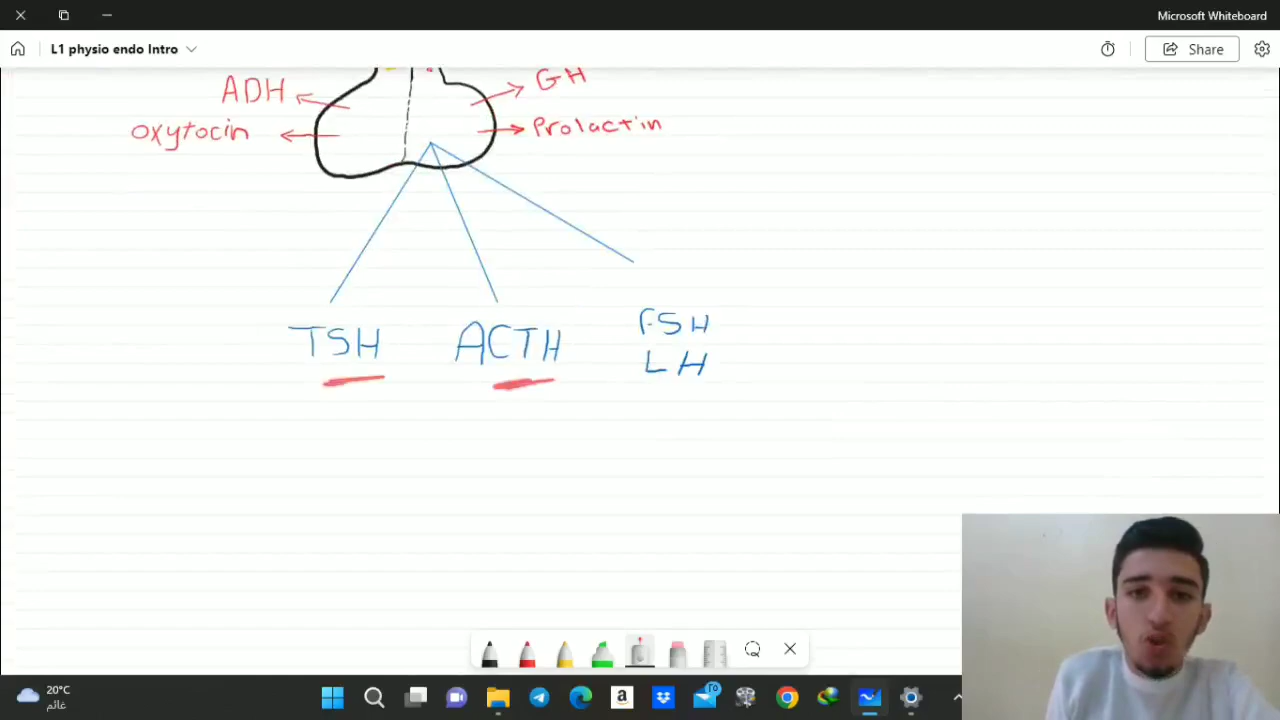 Microsoft Whiteboard
L1 physio endo Intro
Share
ADH
GH
oxytocin
Prolactin
TSH
ACTH
FSH
LH
20°C
غائم